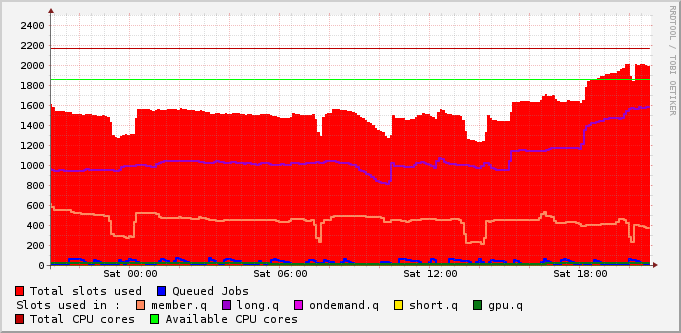 2400
2200
2000
1800
1600
1400
1200
1000
800
600
400
200
0
Sat 00:00 Sat 06:00 Sat 12:00 Sat 18:00
Total slots used Queued Jobs
Slots used in : member.q long.q ondemand.q short.q gpu.q
Total CPU cores Available CPU cores
RRDTOOL / TOBI OETIKER